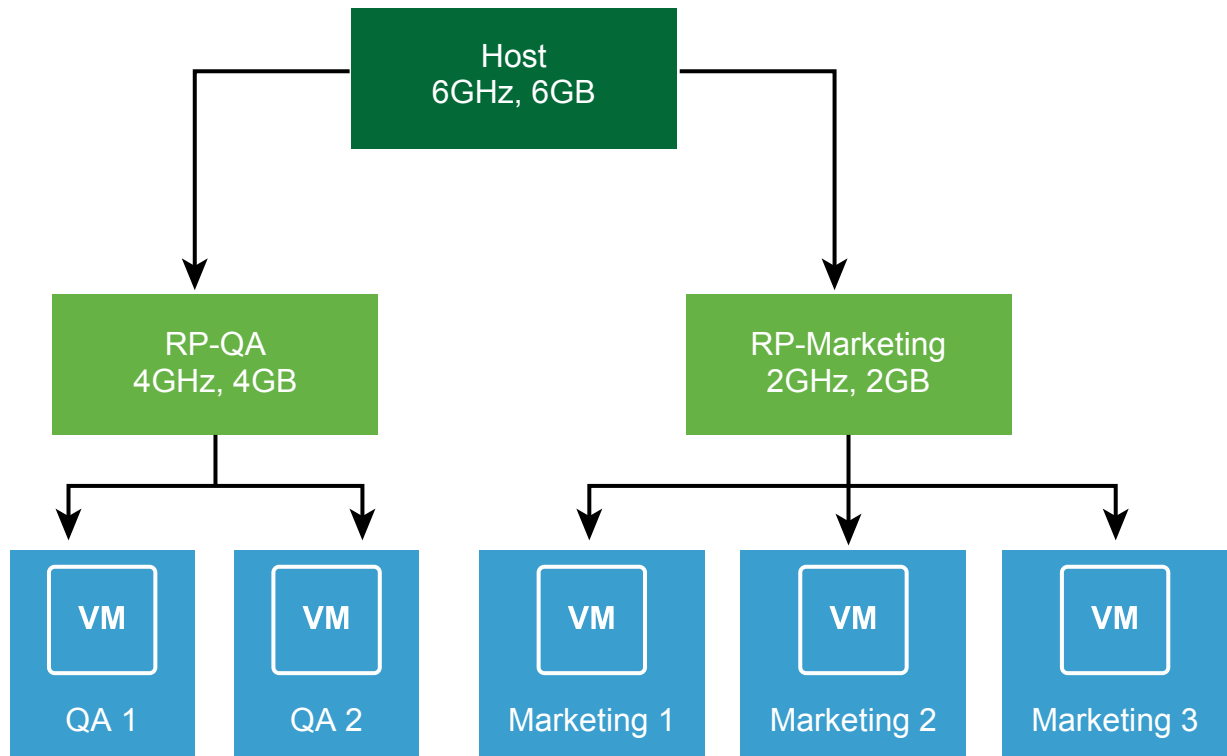 Host
6GHz, 6GB
RP-QA
4GHz, 4GB
RP-Marketing
2GHz, 2GB
VM
QA 1
VM
QA 2
VM
Marketing 1
VM
Marketing 2
VM
Marketing 3